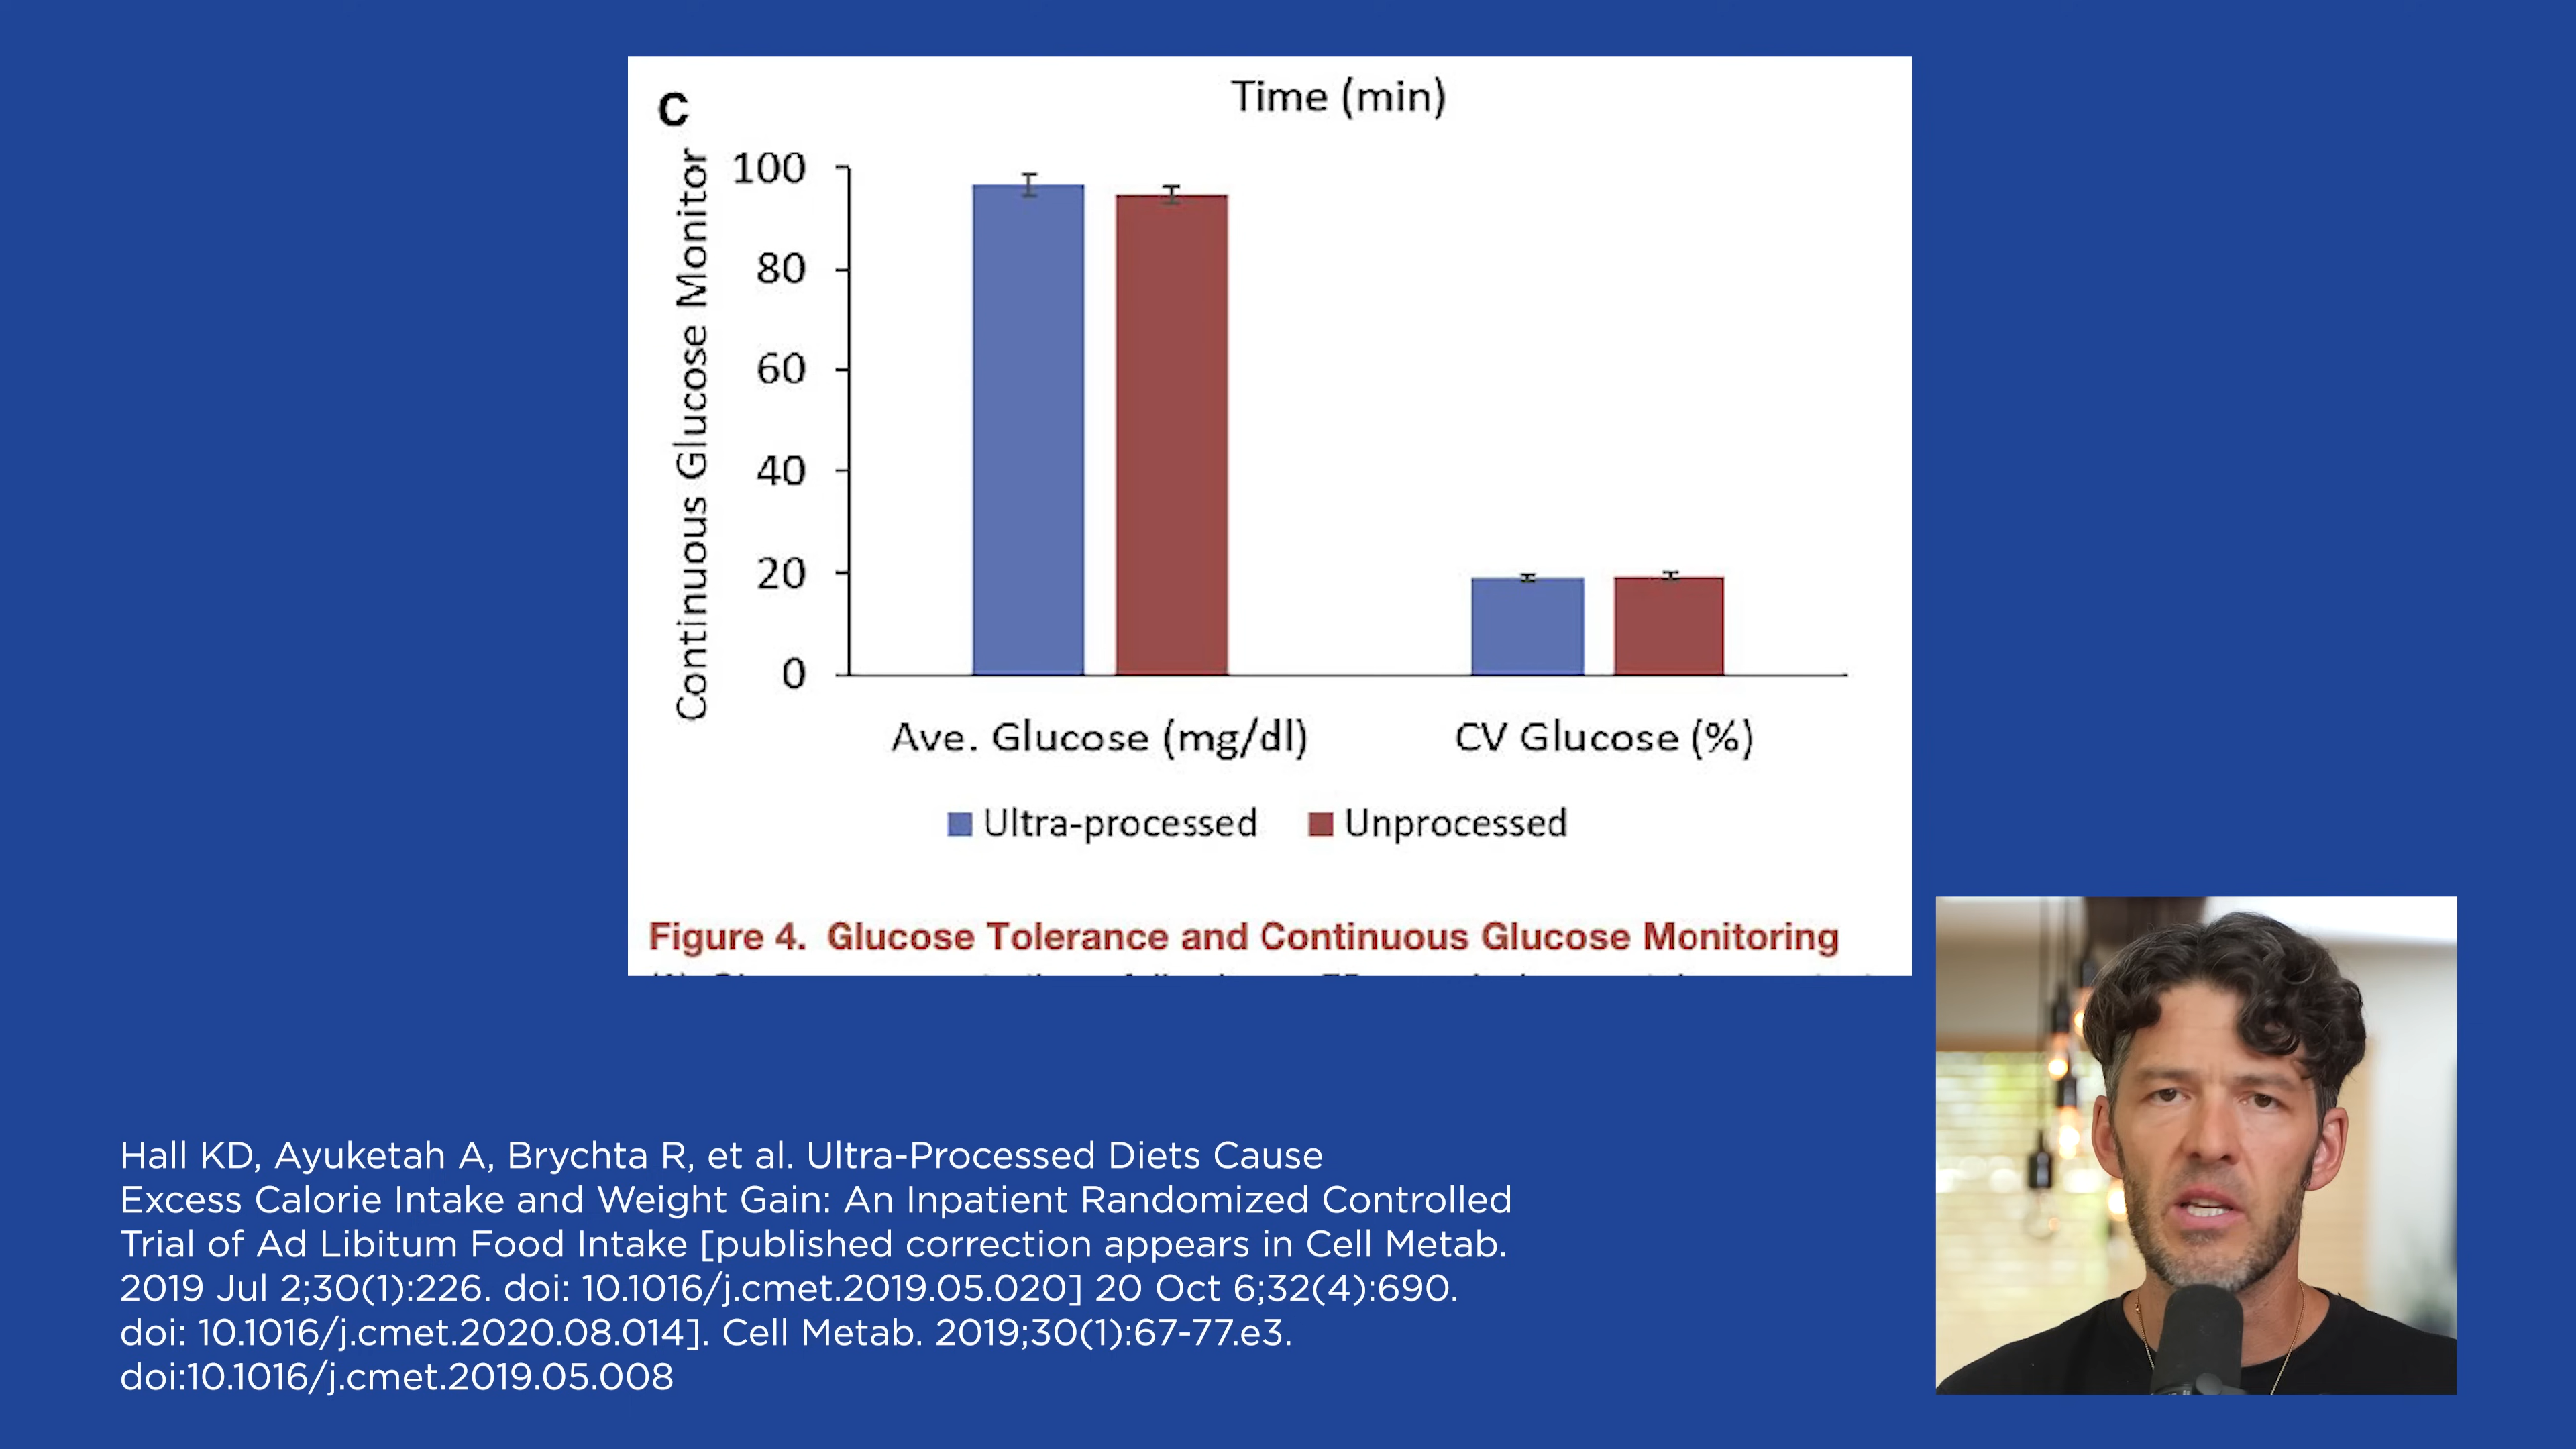 C
Time (min)
Continuous Glucose Monitor
100
80
60
40
20
0
Ave. Glucose (mg/dl)
CV Glucose (%)
Ultra-processed
Unprocessed
Figure 4. Glucose Tolerance and Continuous Glucose Monitoring
Hall KD, Ayuketah A, Brychta R, et al. Ultra-Processed Diets Cause
Excess Calorie Intake and Weight Gain: An Inpatient Randomized Controlled
Trial of Ad Libitum Food Intake [published correction appears in Cell Metab.
2019 Jul 2;30(1):226. doi: 10.1016/j.cmet.2019.05.020] 20 Oct 6;32(4):690.
doi: 10.1016/j.cmet.2020.08.014]. Cell Metab. 2019;30(1):67-77.e3.
doi:10.1016/j.cmet.2019.05.008